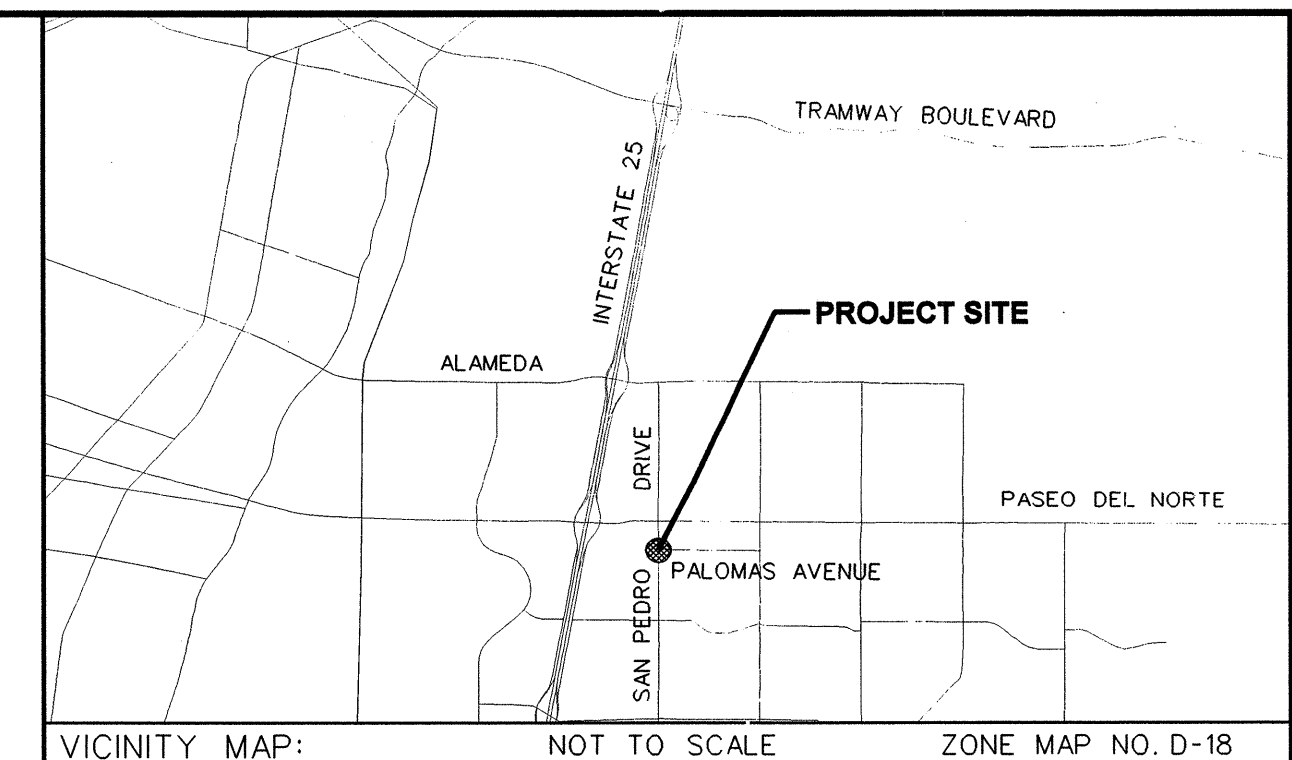 TRAMWAY BOULEVARD
INTERSTATE 25
PROJECT SITE
ALAMEDA
SAN PEDRO DRIVE
PASEO DEL NORTE
PALOMAS AVENUE
VICINITY MAP: NOT TO SCALE ZONE MAP NO. D-18